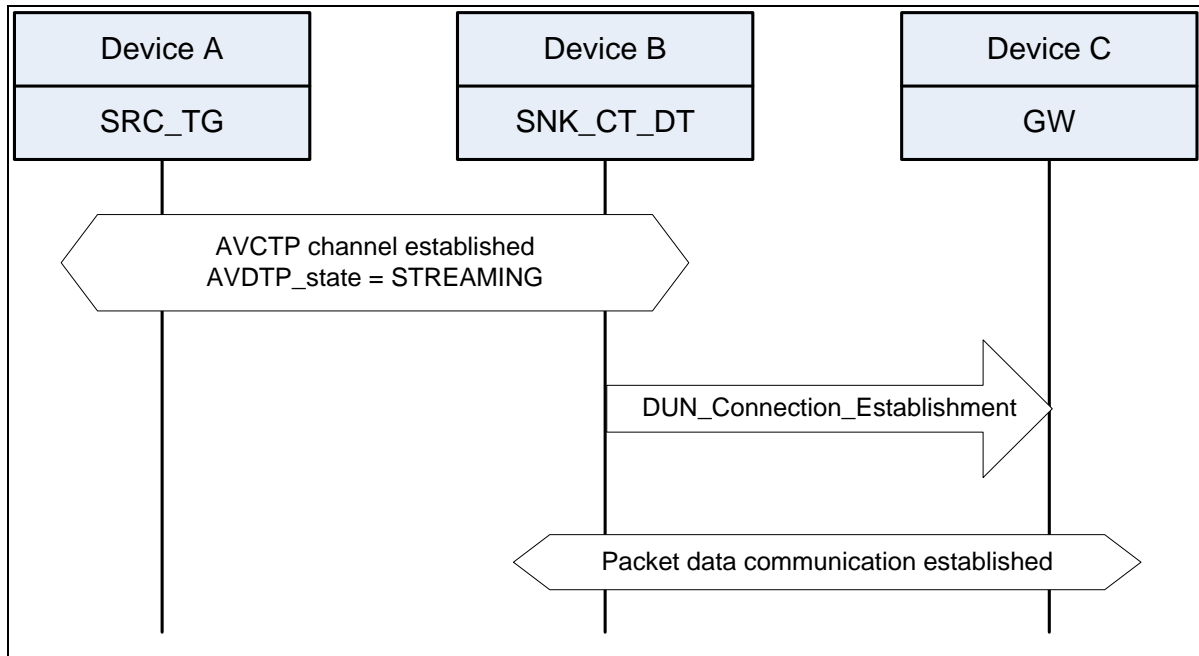 Device A
Device B
Device C
SRC_TG
SNK_CT_DT
GW
AVCTP channel established
AVDTP_state = STREAMING
DUN_Connection_Establishment
Packet data communication established